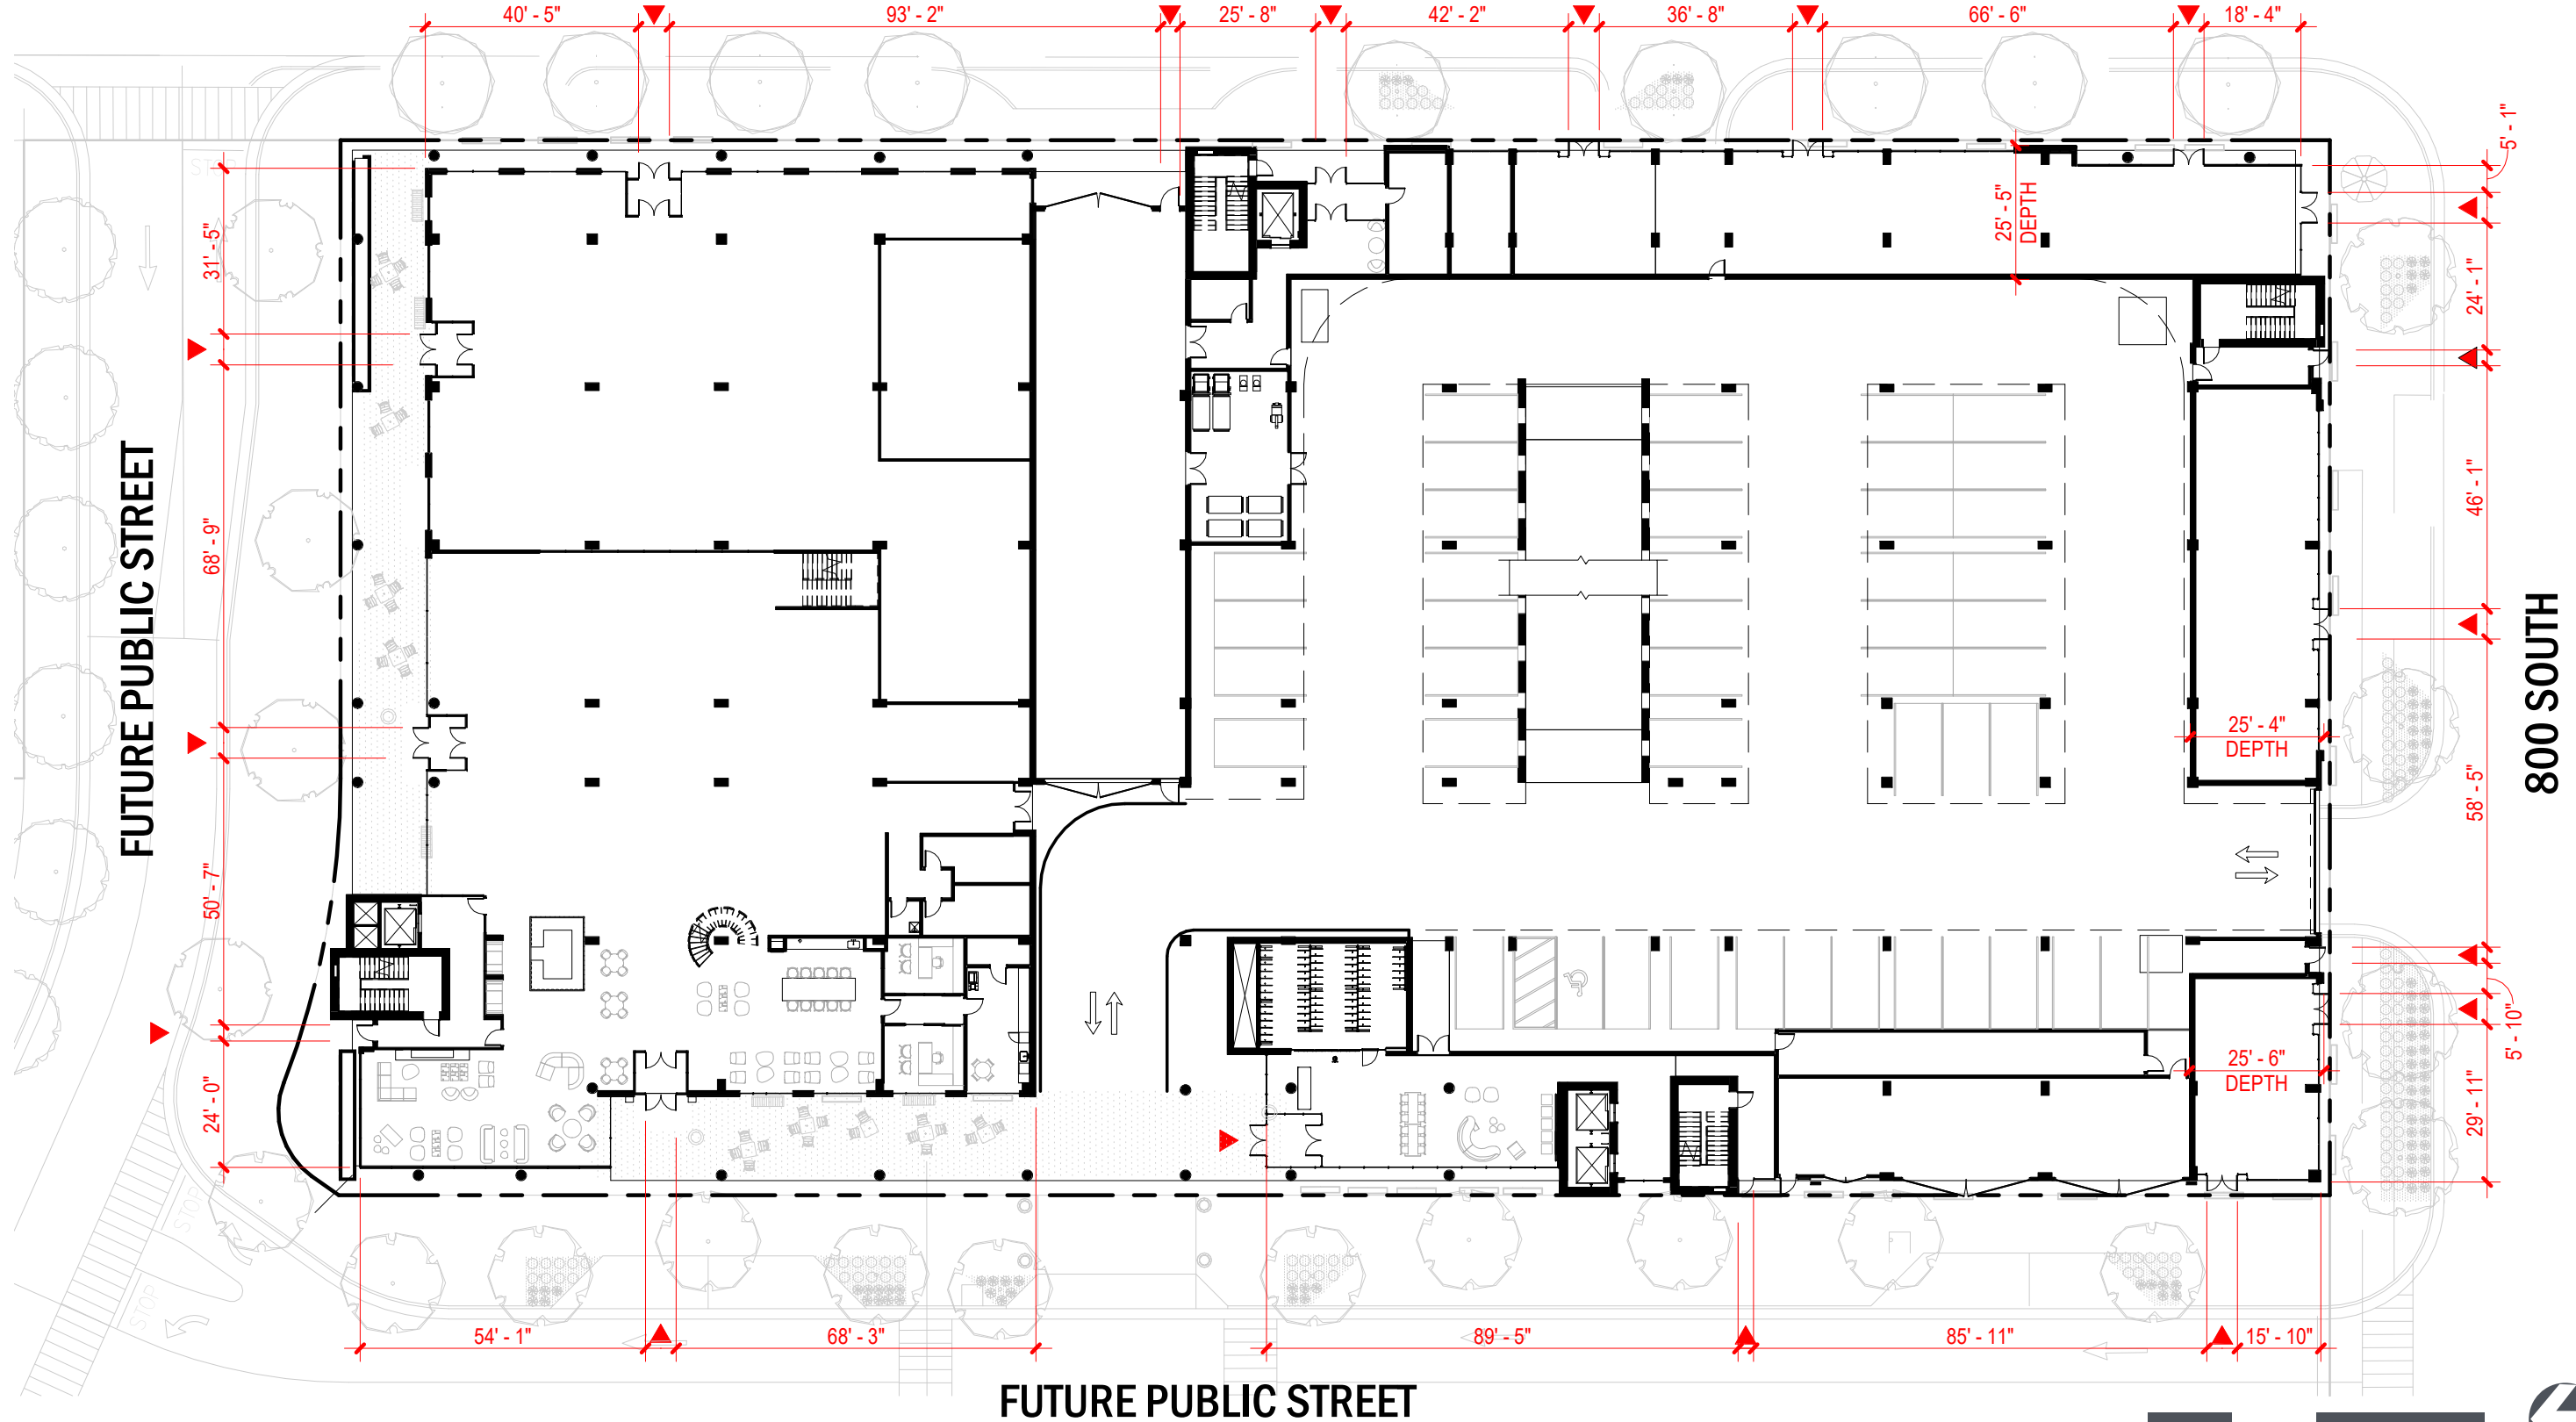 40' - 5"
93' - 2"
25' - 8"
42' - 2"
36' - 8"
66' - 6"
18' - 4"
5' - 1"
STOP
31' - 5"
25' - 5"
DEPTH
24' - 1"
FUTURE PUBLIC STREET
68' - 9"
46' - 1"
800 SOUTH
25' - 4"
DEPTH
58' - 5"
50' - 7"
5' - 10"
25' - 6"
DEPTH
24' - 0"
29' - 11"
STOP
STOP
54' - 1"
68' - 3"
89' - 5"
85' - 11"
15' - 10"
FUTURE PUBLIC STREET